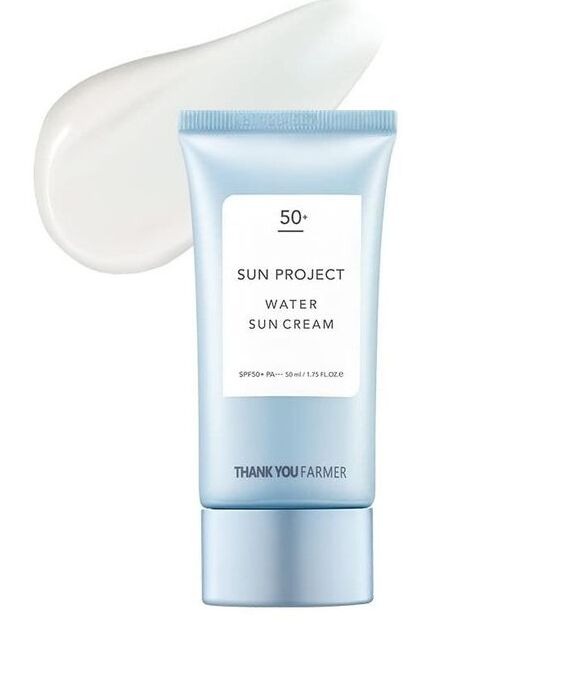 50+
SUN PROJECT
WATER
SUN CREAM
SPF50+ PA--- 50 ml / 1.75 FL.OZ.e
THANK YOU FARMER